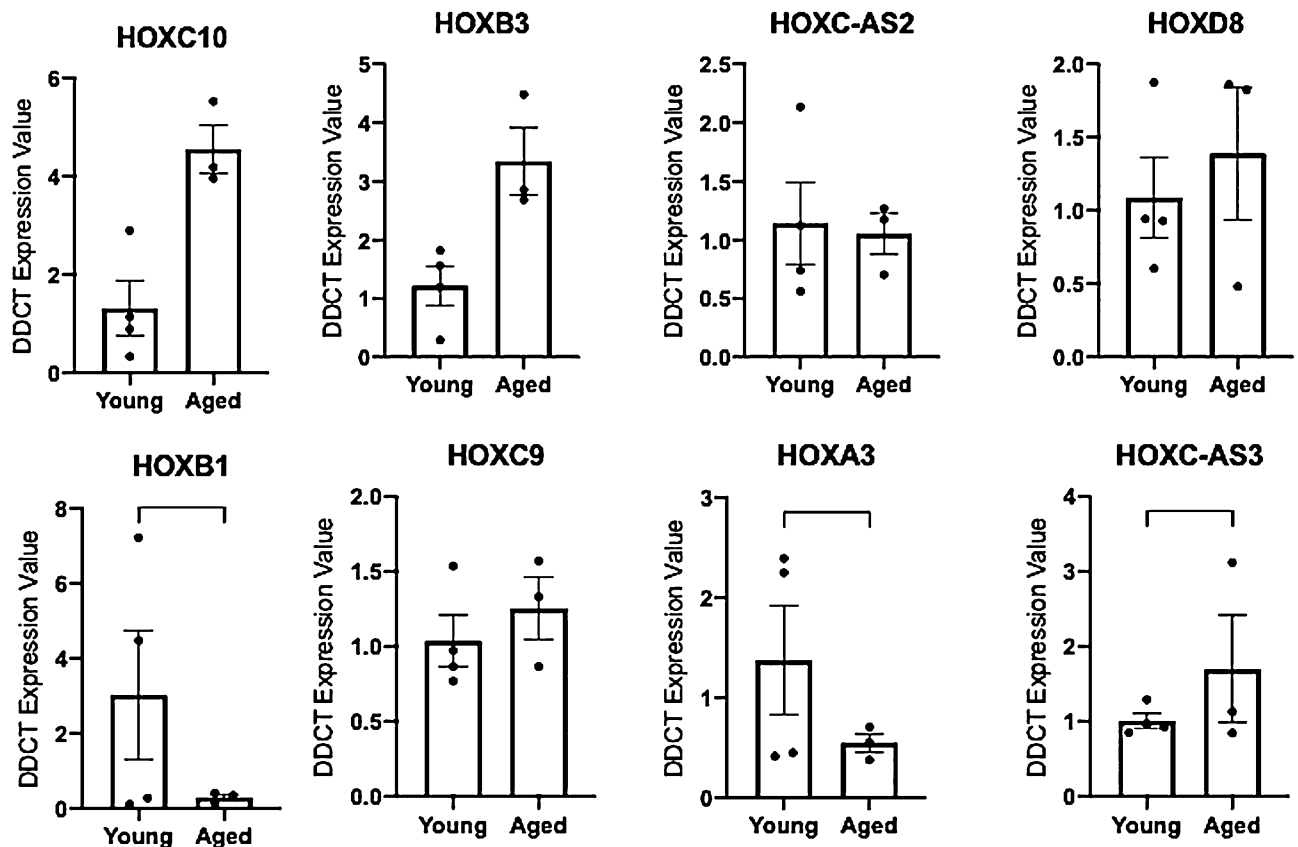 HOXC10
HOXB3
HOXC-AS2
HOXD8
DDCT Expression Value
6
4
2
0
Young Aged
DDCT Expression Value
5
4
3
2
1
0
Young Aged
DDCT Expression Value
2.5
2.0
1.5
1.0
0.5
0.0
Young Aged
DDCT Expression Value
2.0
1.5
1.0
0.5
0.0
Young Aged
HOXB1
HOXC9
HOXA3
HOXC-AS3
DDCT Expression Value
8
6
4
2
0
Young Aged
DDCT Expression Value
2.0
1.5
1.0
0.5
0.0
Young Aged
DDCT Expression Value
3
2
1
0
Young Aged
DDCT Expression Value
4
3
2
1
0
Young Aged